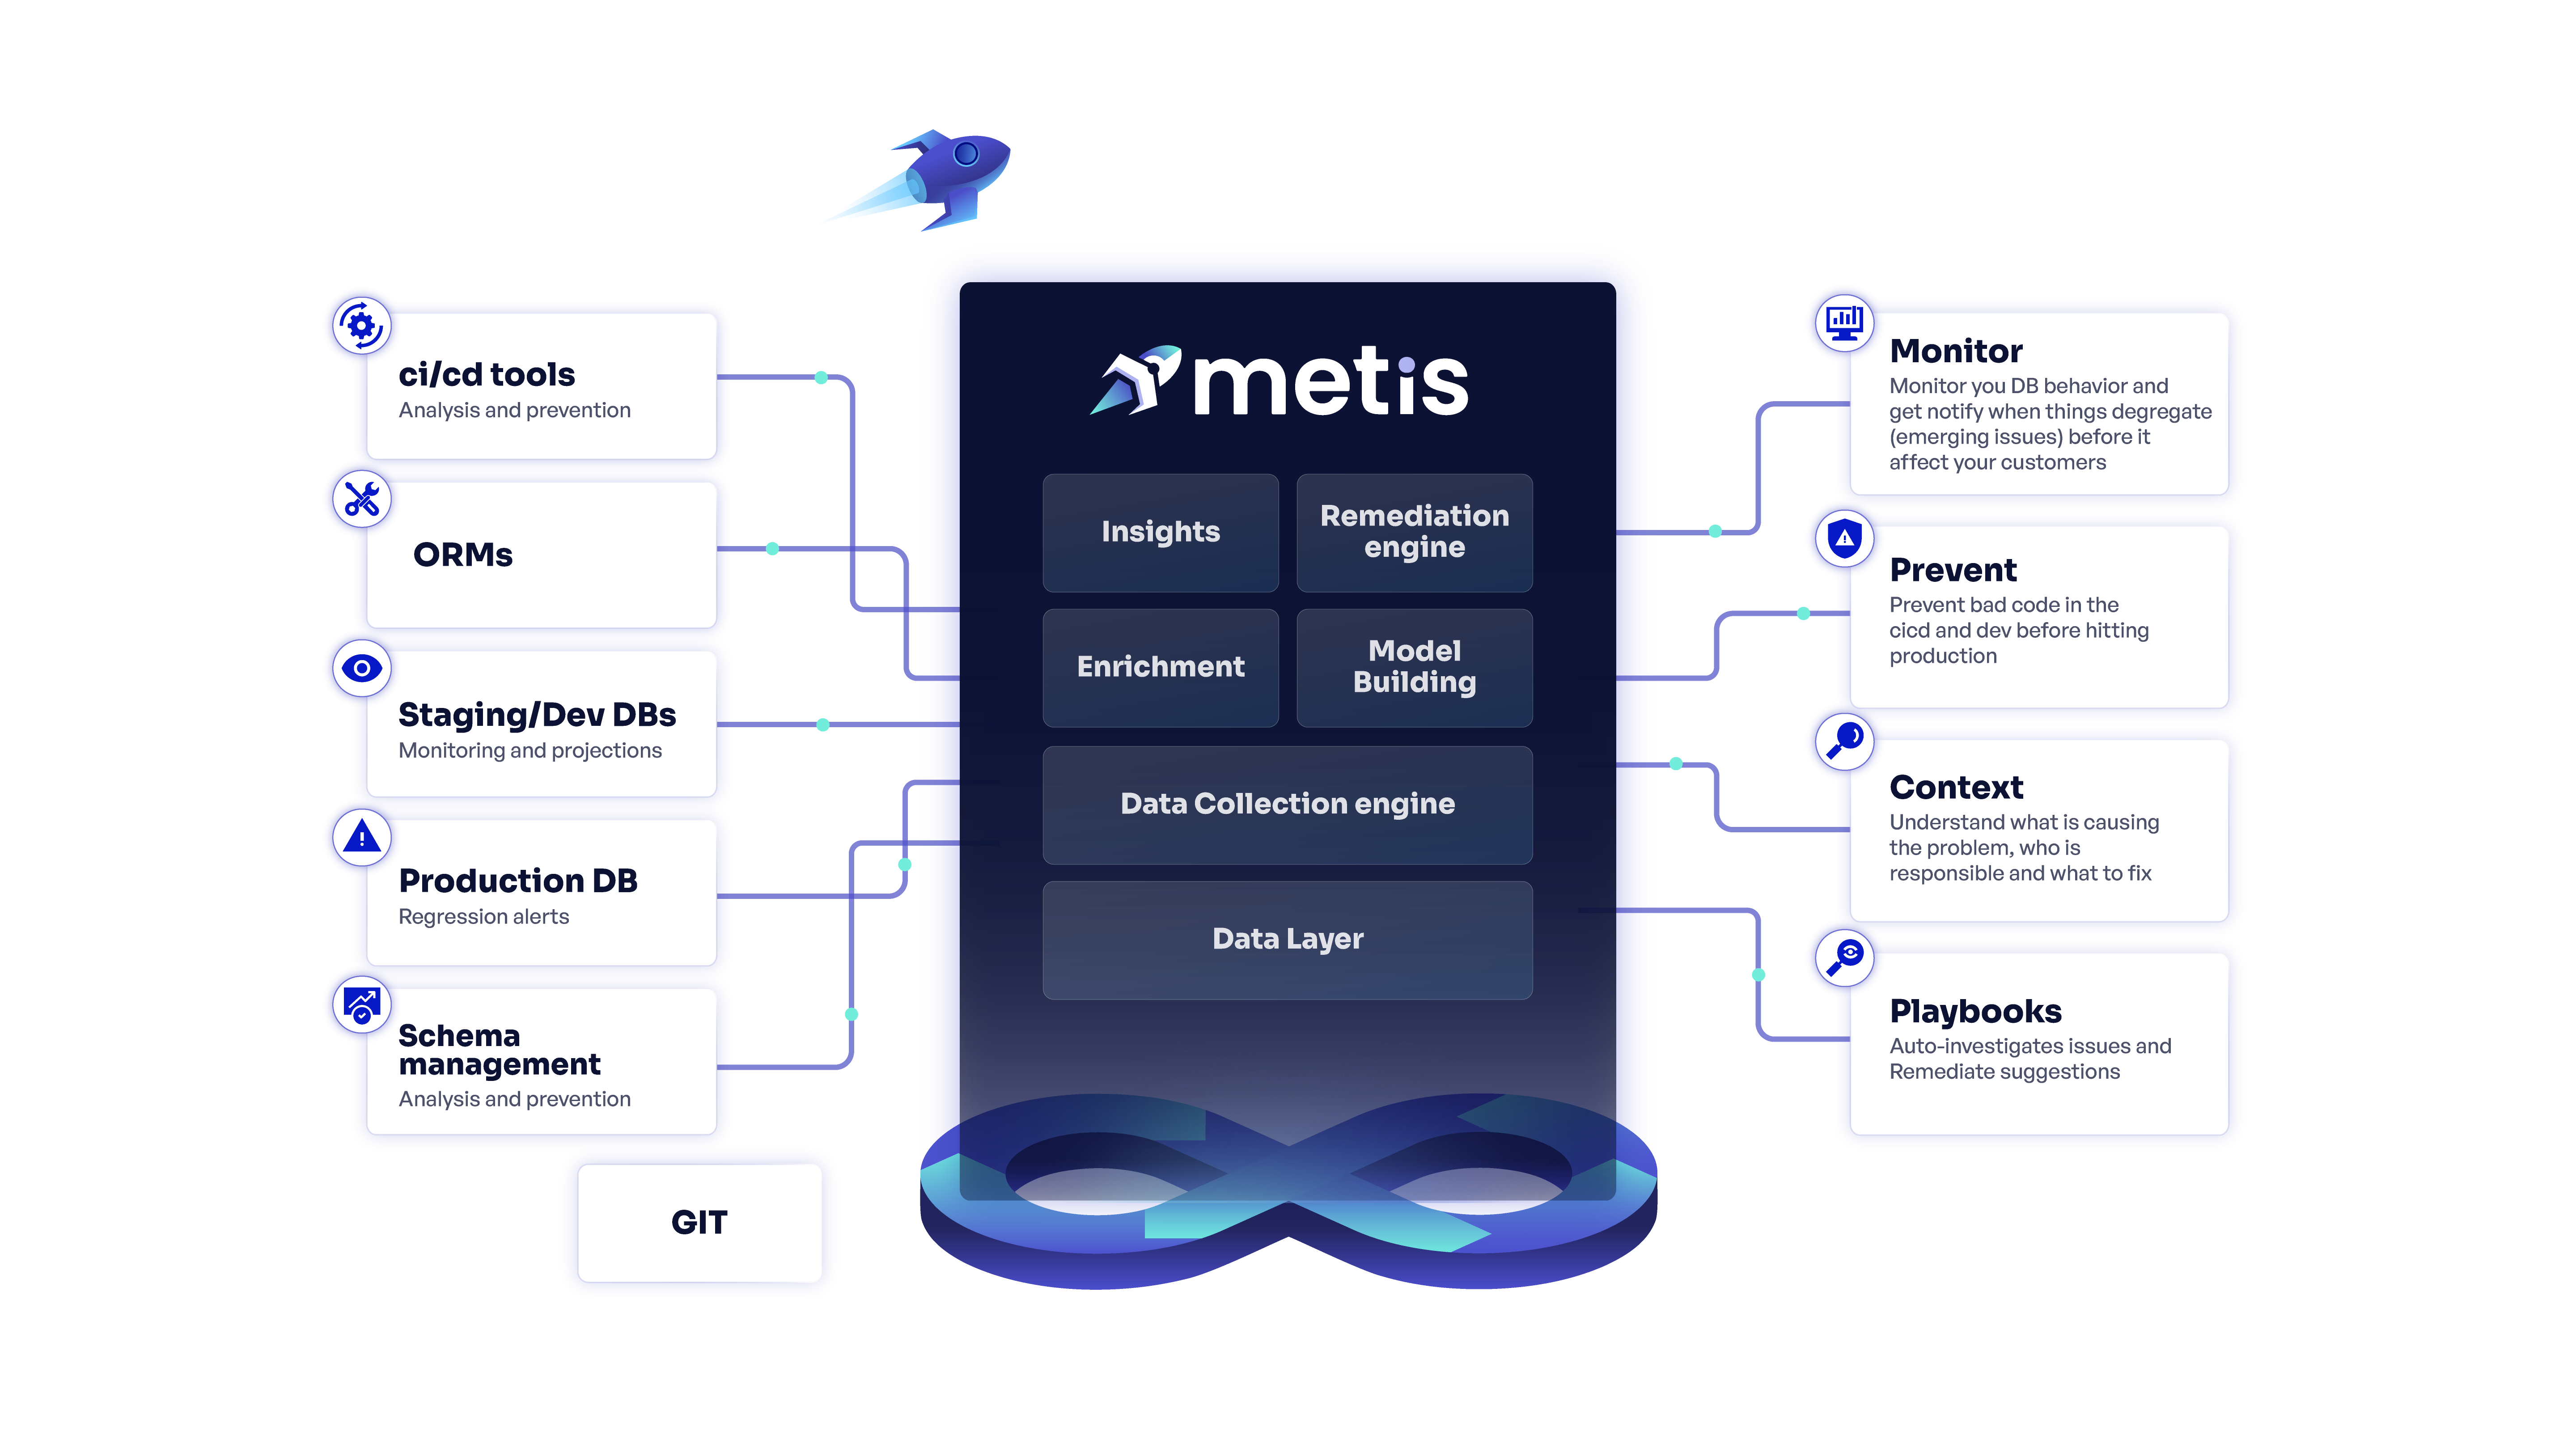 ci/cd tools
Analysis and prevention
ORMs
Staging/Dev DBs
Monitoring and projections
Production DB
Regression alerts
Schema
management
Analysis and prevention
GIT
metis
Insights
Remediation
engine
Enrichment
Model
Building
Data Collection engine
Data Layer
Monitor
Monitor you DB behavior and
get notify when things degregate
(emerging issues) before it
affect your customers
Prevent
Prevent bad code in the
cicd and dev before hitting
production
Context
Understand what is causing
the problem, who is
responsible and what to fix
Playbooks
Auto-investigates issues and
Remediate suggestions